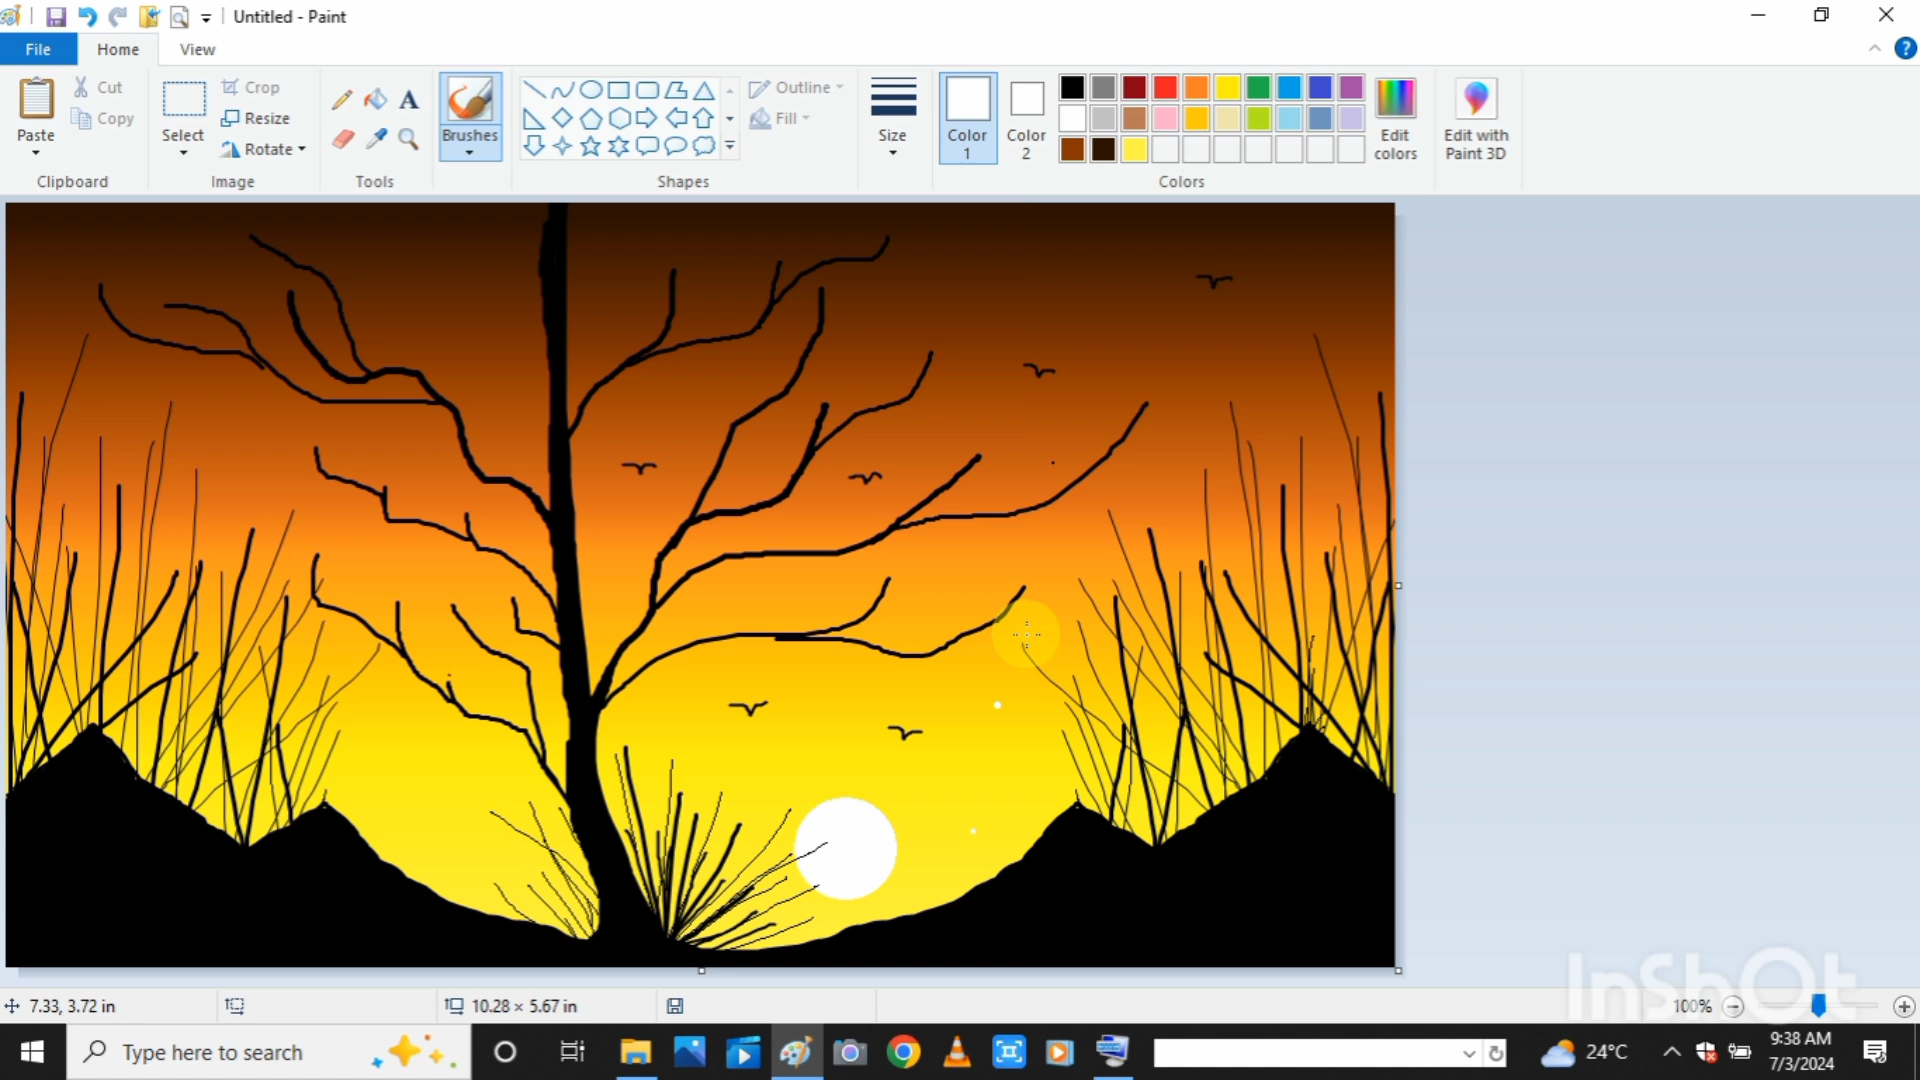 Untitled - Paint
File Home View
Paste
Cut
Copy
Clipboard
Select
Crop
Resize
Rotate
Image
A
Tools
Brushes
Outline
Fill
Shapes
Size
Color 1
Color 2
Colors
Edit colors
Edit with Paint 3D
?
7.33, 3.72 in
10.28 × 5.67 in
100%
InShOt
Type here to search
24°C
9:38 AM
7/3/2024